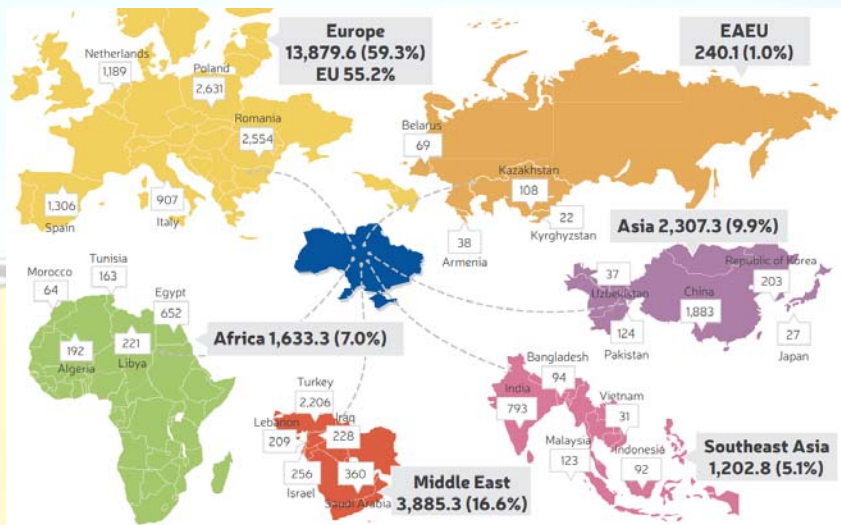 Europe
13,879.6 (59.3%)
EU 55.2%
Netherlands
1,189
Poland
2,631
Romania
2,554
1,306
Spain
907
Italy
EAEU
240.1 (1.0%)
Belarus
69
Kazakhstan
108
22
Kyrghyzstan
38
Armenia
Asia 2,307.3 (9.9%)
Republic of Korea
203
37
Uzbekistan
China
1,883
124
Pakistan
27
Japan
Tunisia
163
Morocco
64
Egypt
652
Africa 1,633.3 (7.0%)
192
Algeria
221
Libya
Turkey
2,206
Iraq
228
Lebanon
209
256
Israel
360
Saudi Arabia
Middle East
3,885.3 (16.6%)
Bangladesh
94
India
793
Vietnam
31
Malaysia
123
Indonesia
92
Southeast Asia
1,202.8 (5.1%)